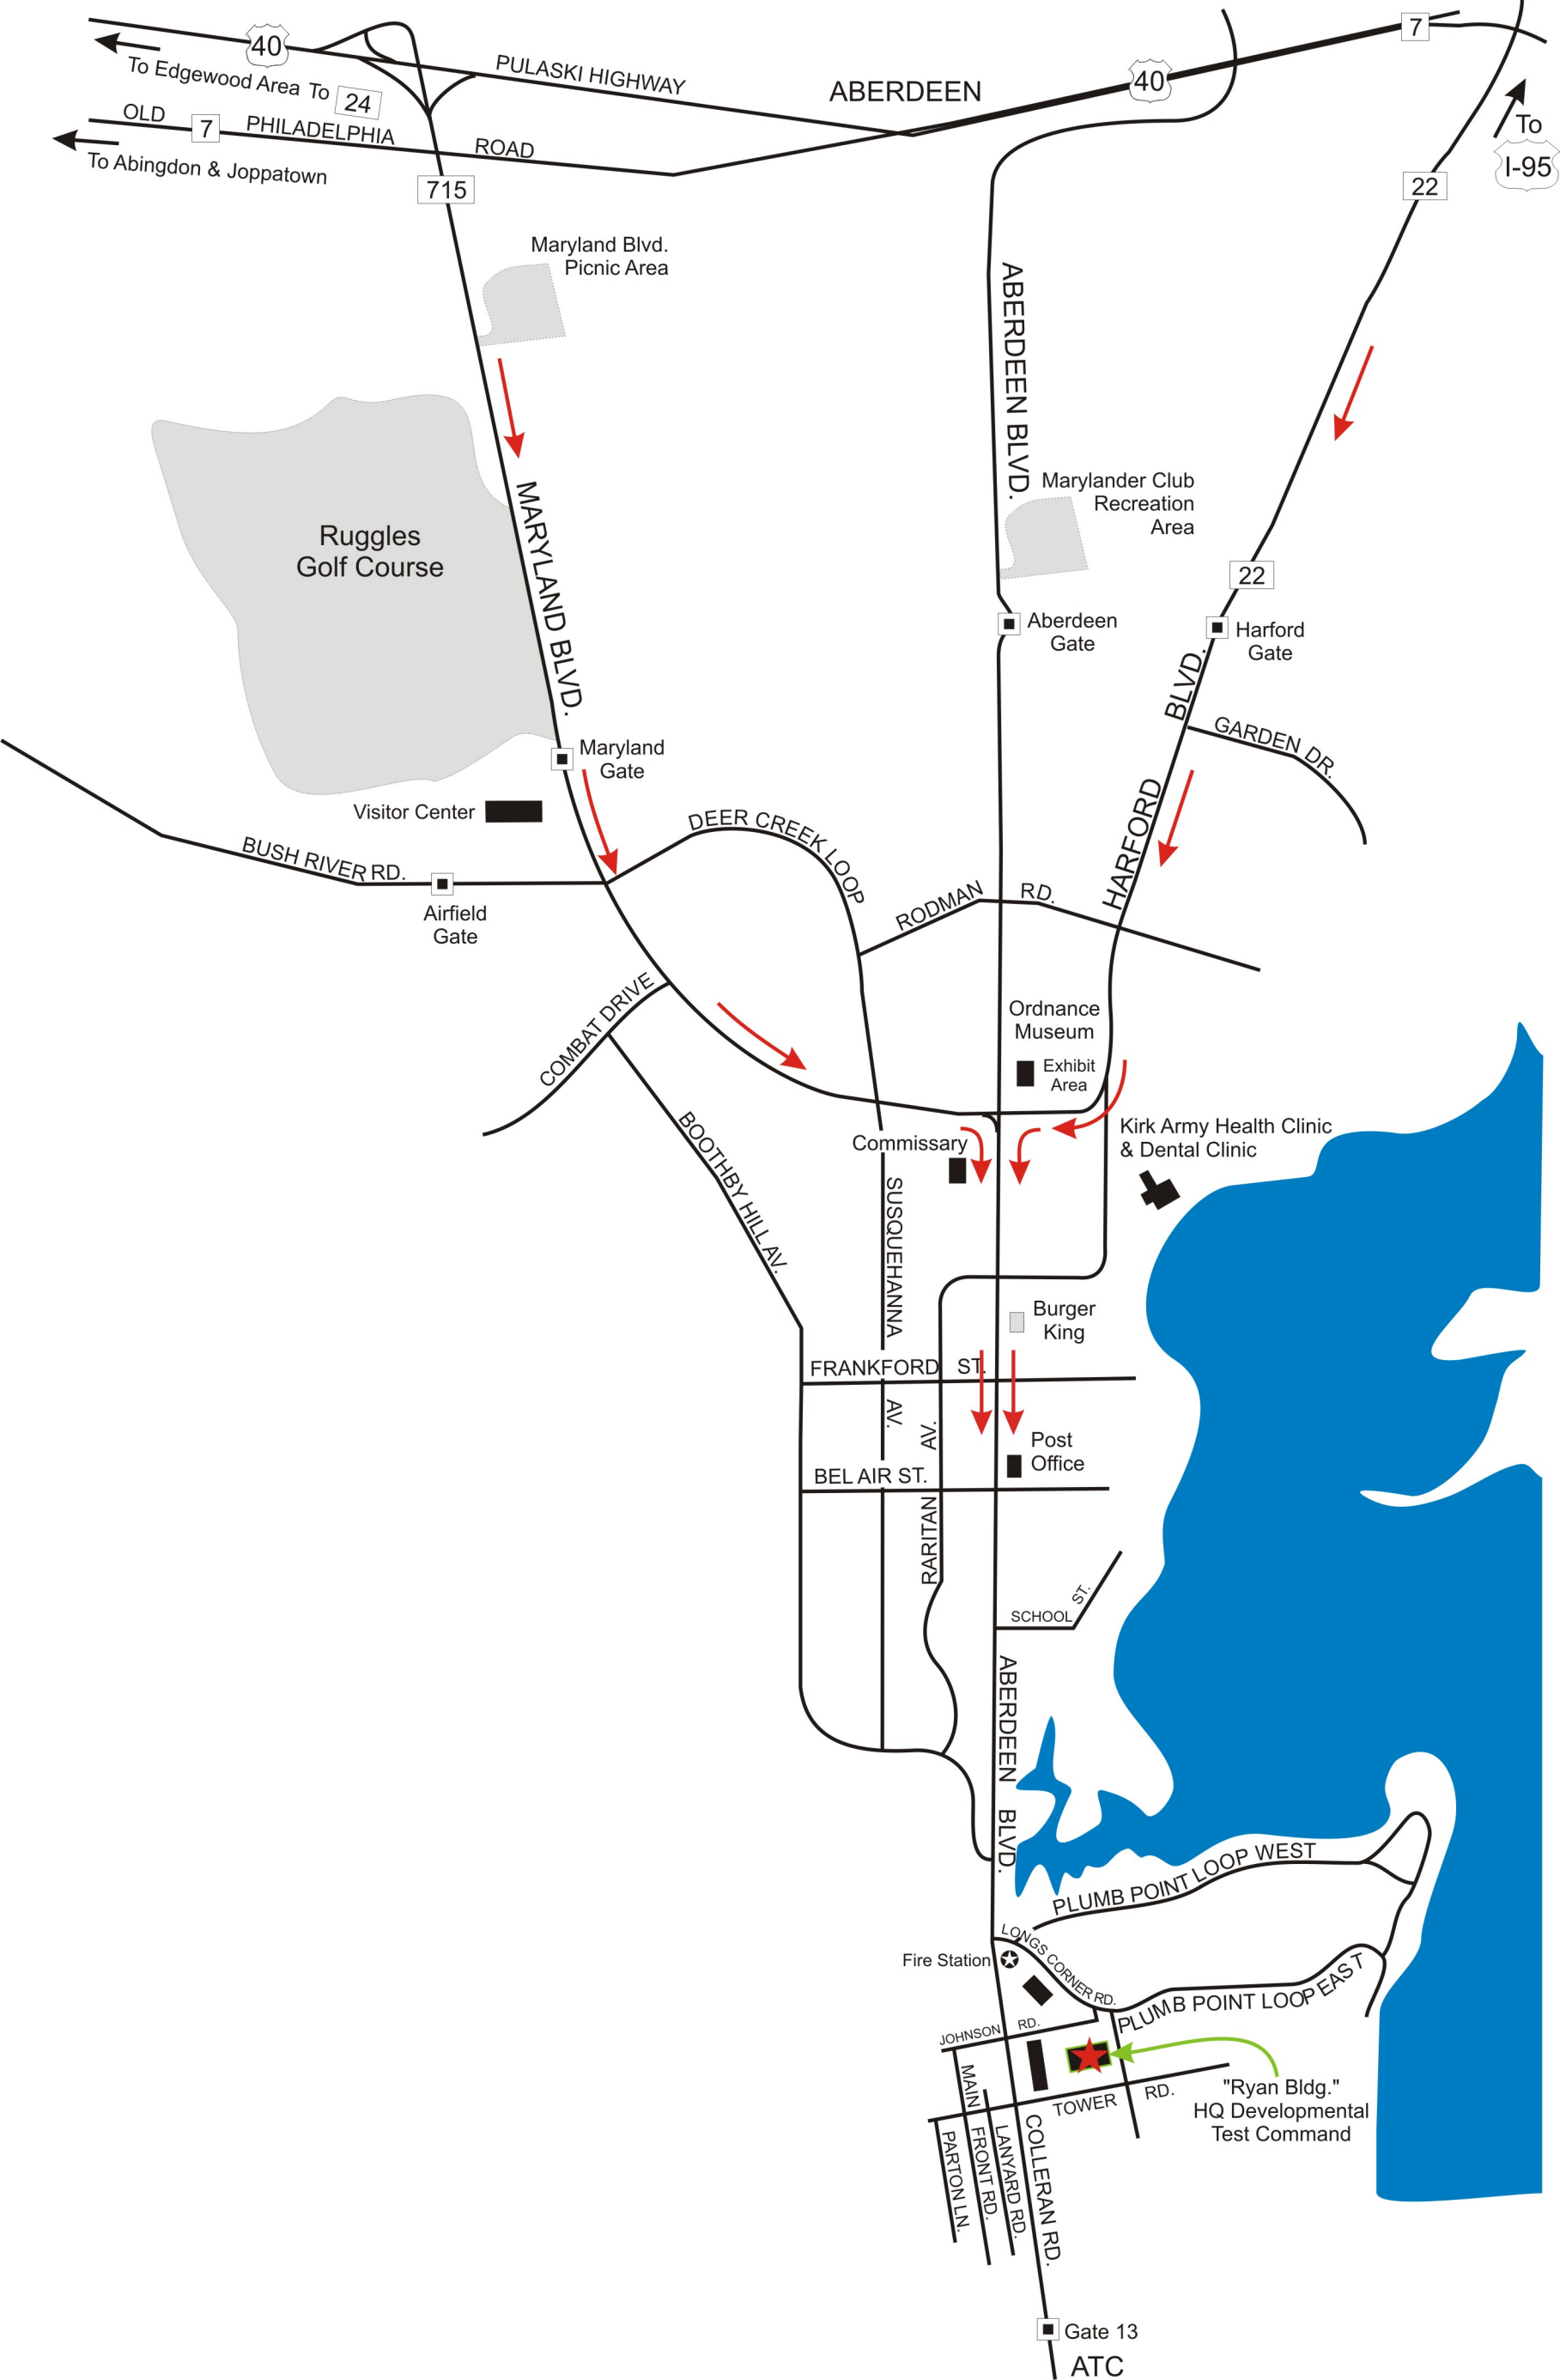 40
7
To Edgewood Area To 24
PULASKI HIGHWAY
ABERDEEN
40
OLD 7 PHILADELPHIA ROAD
To Abingdon & Joppatown
To
I-95
715
22
Maryland Blvd.
Picnic Area
ABERDEEN BLVD.
Marylander Club
Recreation
Area
Ruggles
Golf Course
MARYLAND BLVD.
22
Aberdeen
Gate
Harford
Gate
HARFORD BLVD.
GARDEN DR.
Maryland
Gate
Visitor Center
DEER CREEK LOOP
BUSH RIVER RD.
Airfield
Gate
RODMAN RD.
COMBAT DRIVE
Ordnance
Museum
Exhibit
Area
BOOTHBY HILL AV.
Commissary
Kirk Army Health Clinic
& Dental Clinic
SUSQUEHANNA AV.
Burger
King
FRANKFORD ST.
RARITAN AV.
Post
Office
BEL AIR ST.
SCHOOL ST.
ABERDEEN BLVD.
PLUMB POINT LOOP WEST
LONGS CORNER RD.
Fire Station
PLUMB POINT LOOP EAST
JOHNSON RD.
MAIN
FRONT RD.
TOWER RD.
"Ryan Bldg."
HQ Developmental
Test Command
PARTON LN.
LANYARD RD.
COLLERAN RD.
Gate 13
ATC